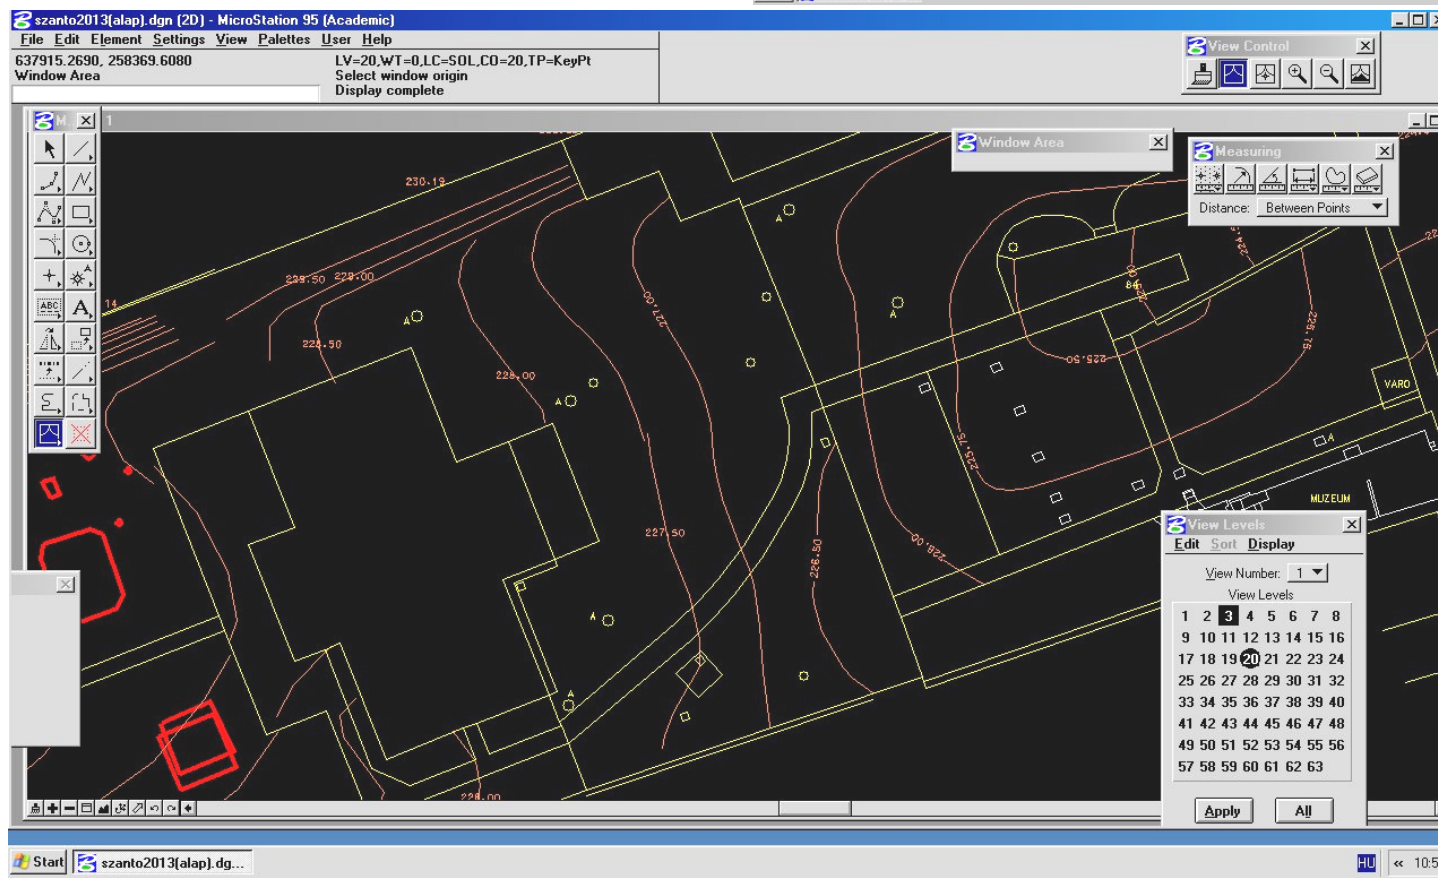 szanto2013(alap).dgn (2D) - MicroStation 95 (Academic)
File Edit Element Settings View Palettes User Help
637915.2690, 258369.6080
LV=20,WT=0,LC=SOL,CO=20,TP=KeyPt
Window Area
Select window origin
Display complete
View Control
M.
1
Window Area
Measuring
Distance: Between Points
230.19
229.50
229.00
14
228.50
228.00
227.00
A
A
A
A
A
A
84
225.50
225.75
225.75
VARO
A
MUZEUM
227.50
226.50
228.00
ABC
A
View Levels
Edit Sort Display
View Number: 1
View Levels
1 2 3 4 5 6 7 8
9 10 11 12 13 14 15 16
17 18 19 20 21 22 23 24
25 26 27 28 29 30 31 32
33 34 35 36 37 38 39 40
41 42 43 44 45 46 47 48
49 50 51 52 53 54 55 56
57 58 59 60 61 62 63
Apply All
Start
szanto2013(alap).dg...
HU
« 10:5